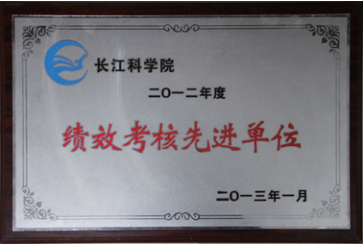 长江科学院
二〇一二年度
绩效考核先进单位
二〇一三年一月